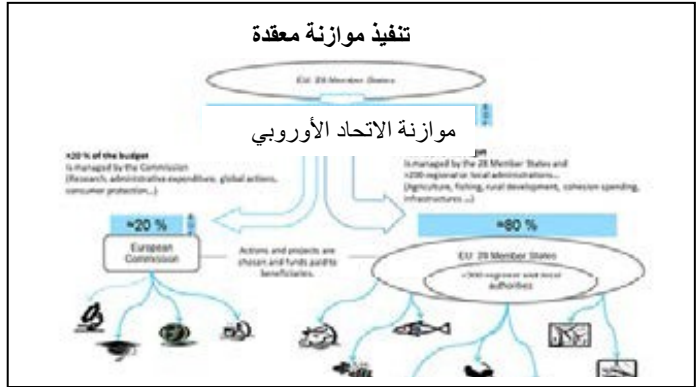 تنفيذ موازنة معقدة
EU: 28 Member States
موازنة الاتحاد الأوروبي
≈20 % of the budget
is managed by the Commission
(Research, administrative expenditure, global actions,
consumer protection...)
is managed by the 28 Member States and
>200 regional or local administrations...
(Agriculture, fishing, rural development, cohesion spending,
infrastructures ...)
≈20 %
≈80 %
European
Commission
Actions and projects are
chosen and funds paid to
beneficiaries.
EU 28 Member States
regional and local
authorities